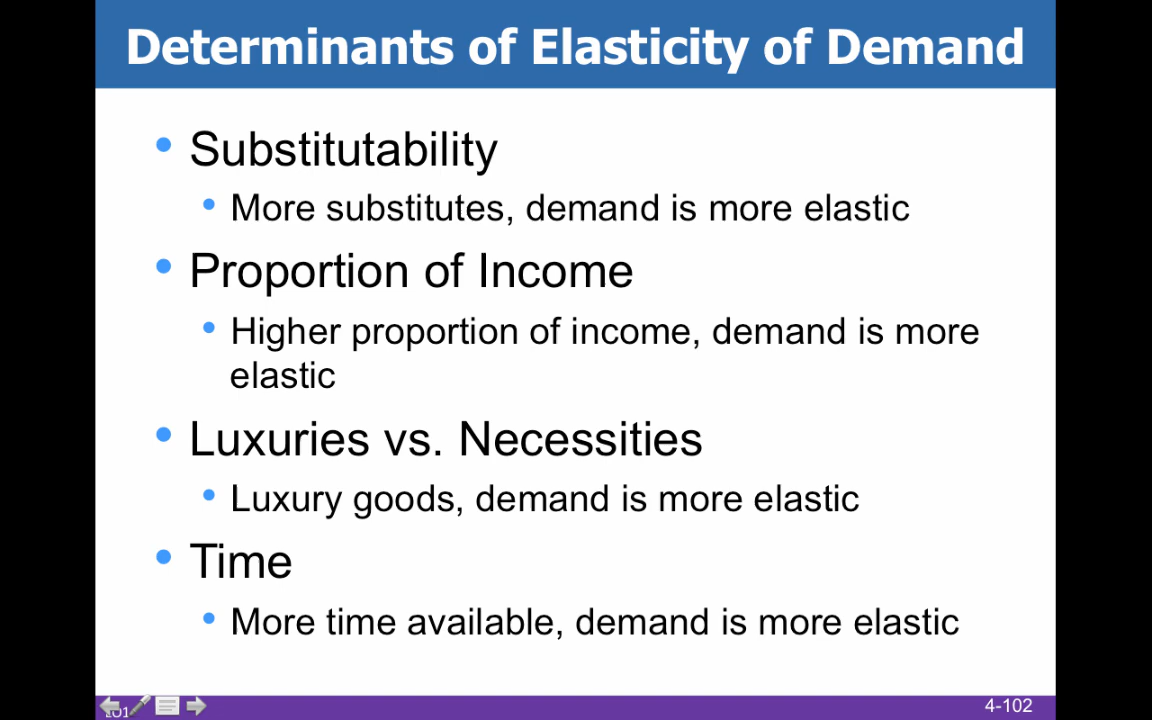 Determinants of Elasticity of Demand
• Substitutability
• More substitutes, demand is more elastic
• Proportion of Income
• Higher proportion of income, demand is more
elastic
• Luxuries vs. Necessities
• Luxury goods, demand is more elastic
• Time
• More time available, demand is more elastic
4-102